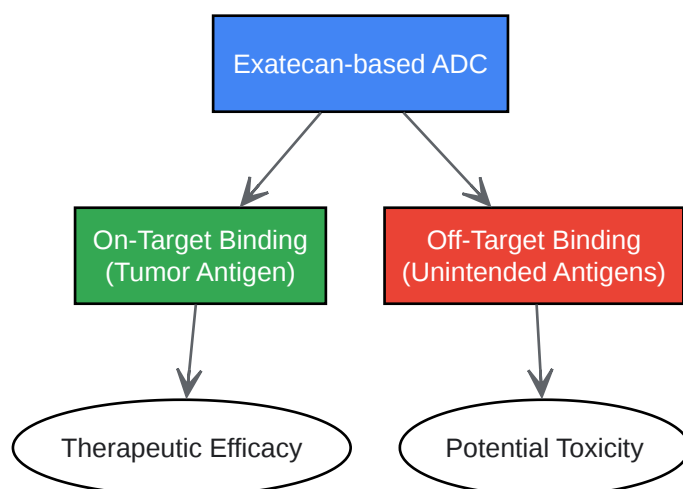 Exatecan-based ADC
On-Target Binding
(Tumor Antigen)
Off-Target Binding
(Unintended Antigens)
Therapeutic Efficacy
Potential Toxicity